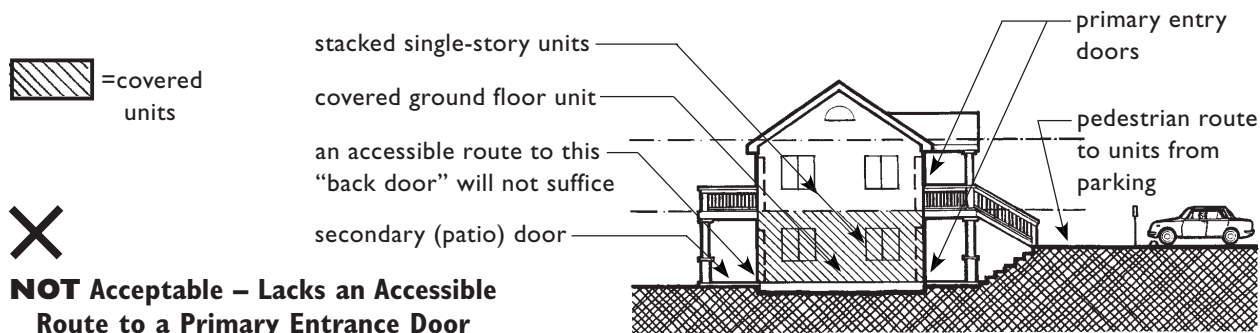 =covered
units
stacked single-story units
covered ground floor unit
an accessible route to this
“back door” will not suffice
secondary (patio) door
primary entry
doors
pedestrian route
to units from
parking
NOT Acceptable – Lacks an Accessible
Route to a Primary Entrance Door